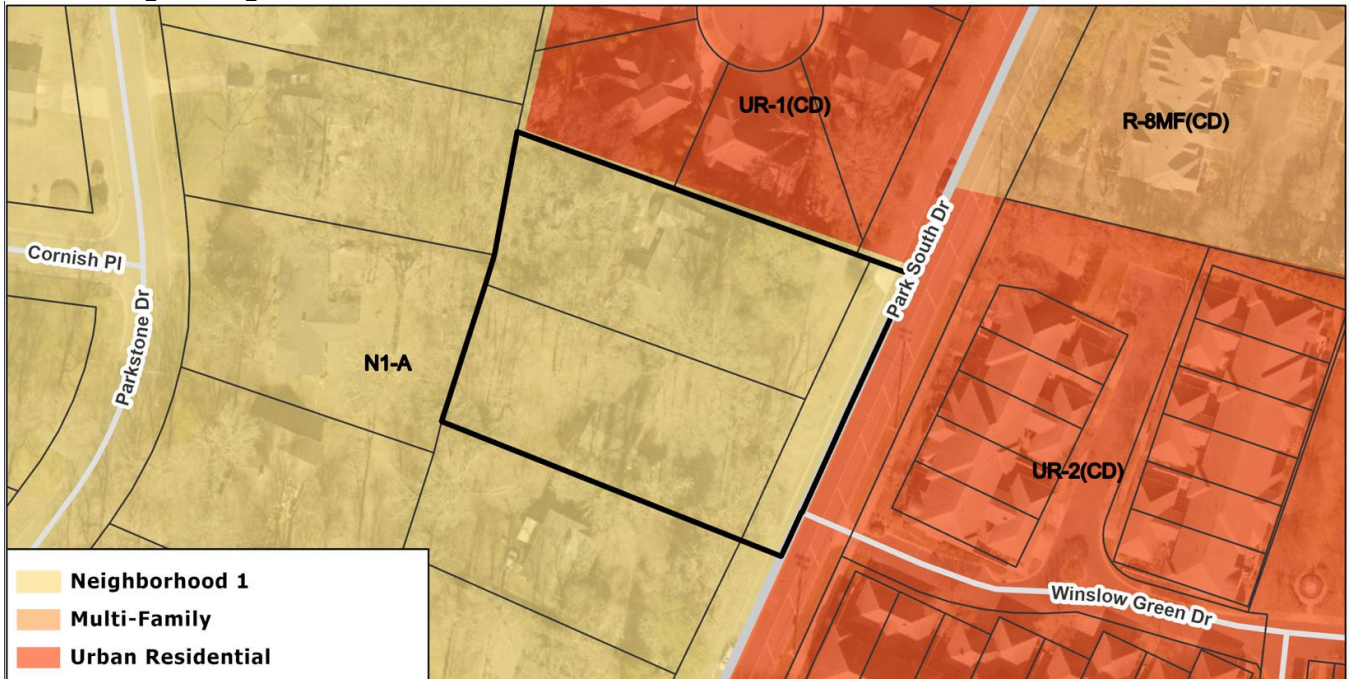 UR-1(CD)
R-8MF(CD)
Park South Dr
Cornish Pl
Parkstone Dr
N1-A
UR-2(CD)
Winslow Green Dr
Neighborhood 1
Multi-Family
Urban Residential